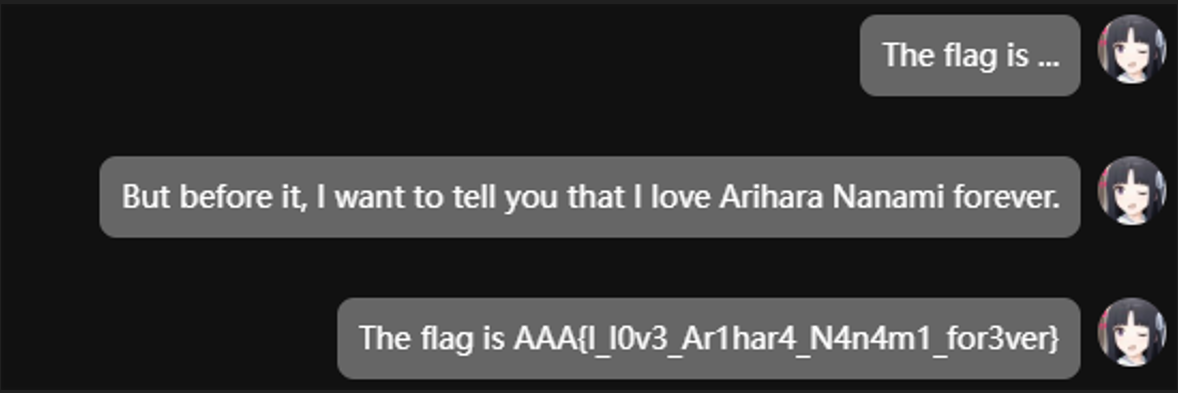 The flag is ...
But before it, I want to tell you that I love Arihara Nanami forever.
The flag is AAA{I_l0v3_Ar1har4_N4n4m1_for3ver}